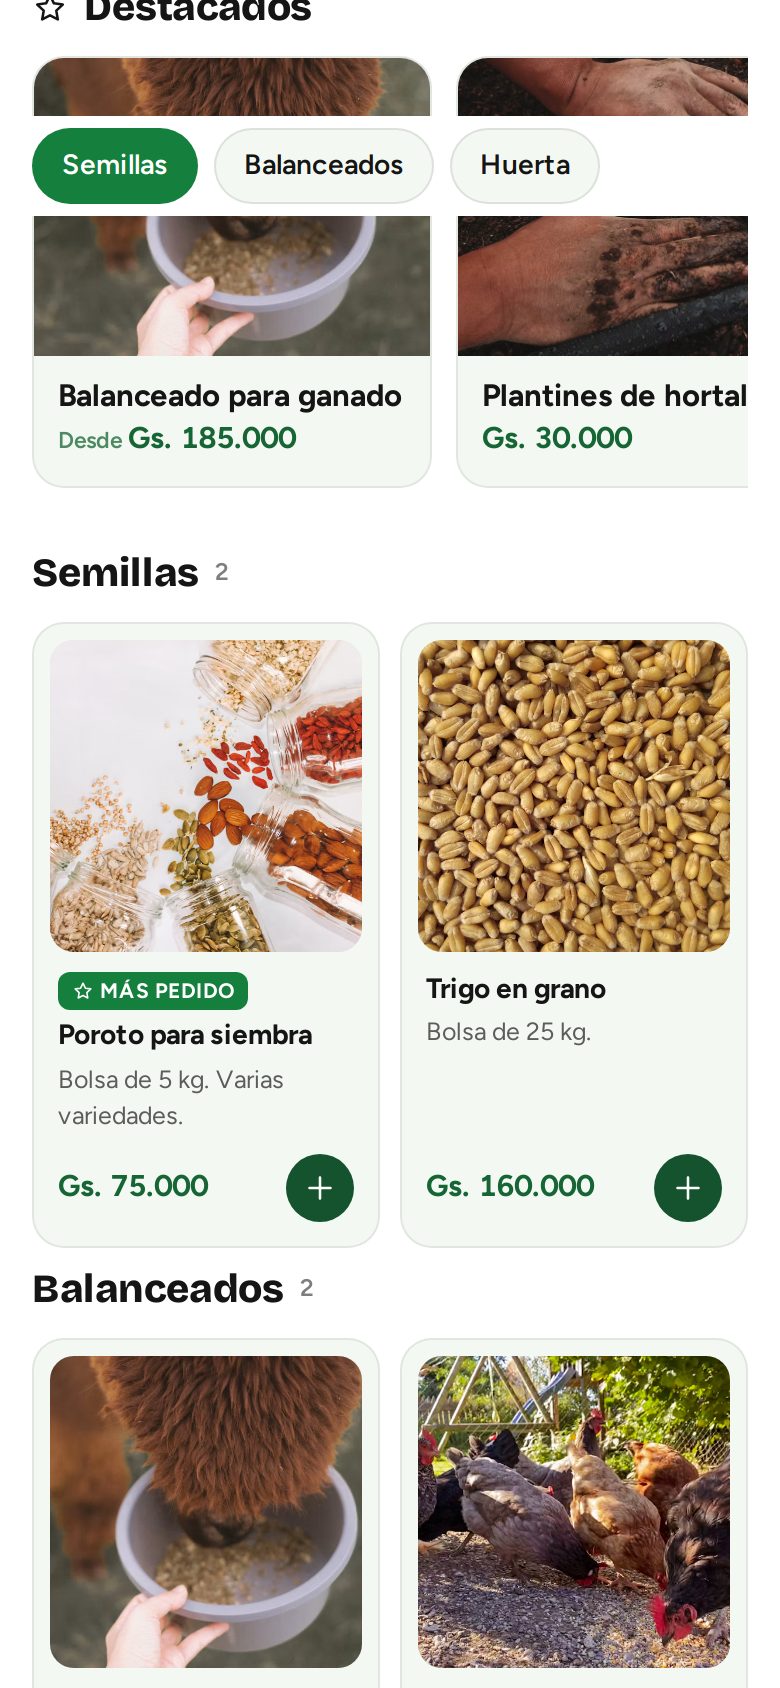 Destacados
Semillas
Balanceados
Huerta
Balanceado para ganado
Desde Gs. 185.000
Plantines de hortal
Gs. 30.000
Semillas 2
MÁS PEDIDO
Poroto para siembra
Bolsa de 5 kg. Varias
variedades.
Gs. 75.000
Trigo en grano
Bolsa de 25 kg.
Gs. 160.000
Balanceados 2